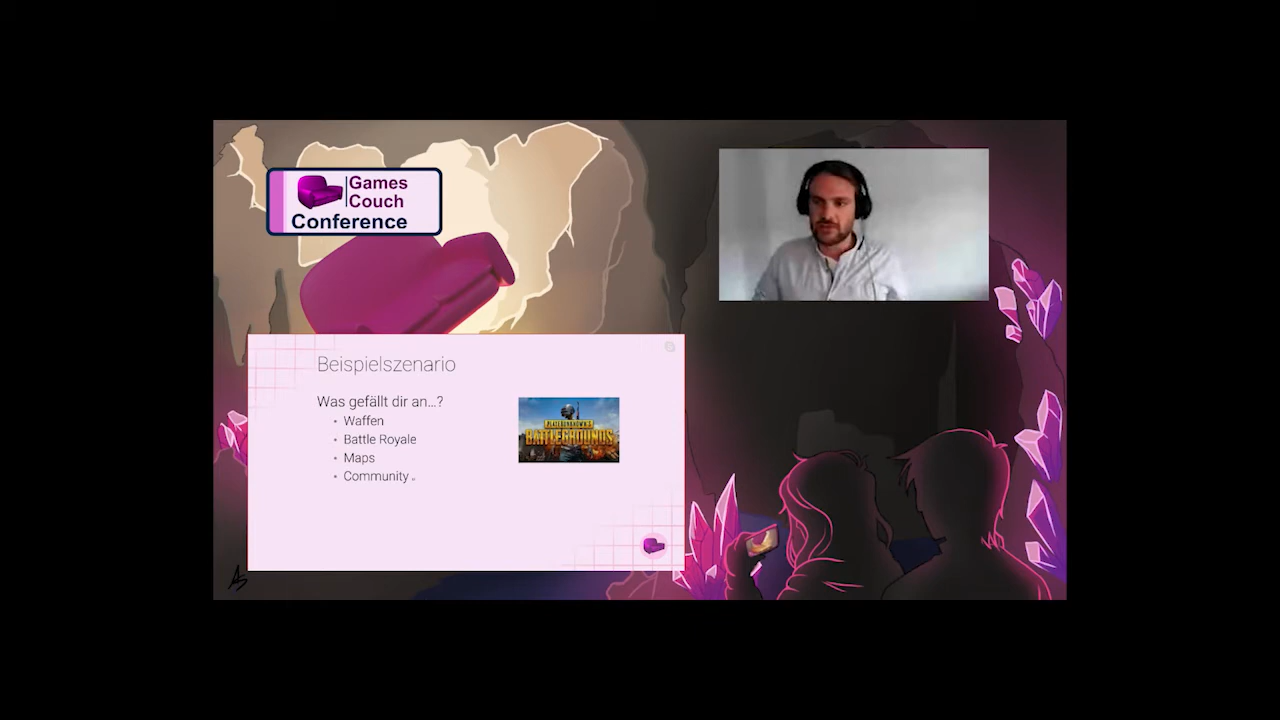 Games
Couch
Conference
Beispielszenario
Was gefällt dir an...?
• Waffen
• Battle Royale
• Maps
• Community
BATTLEGROUNDS